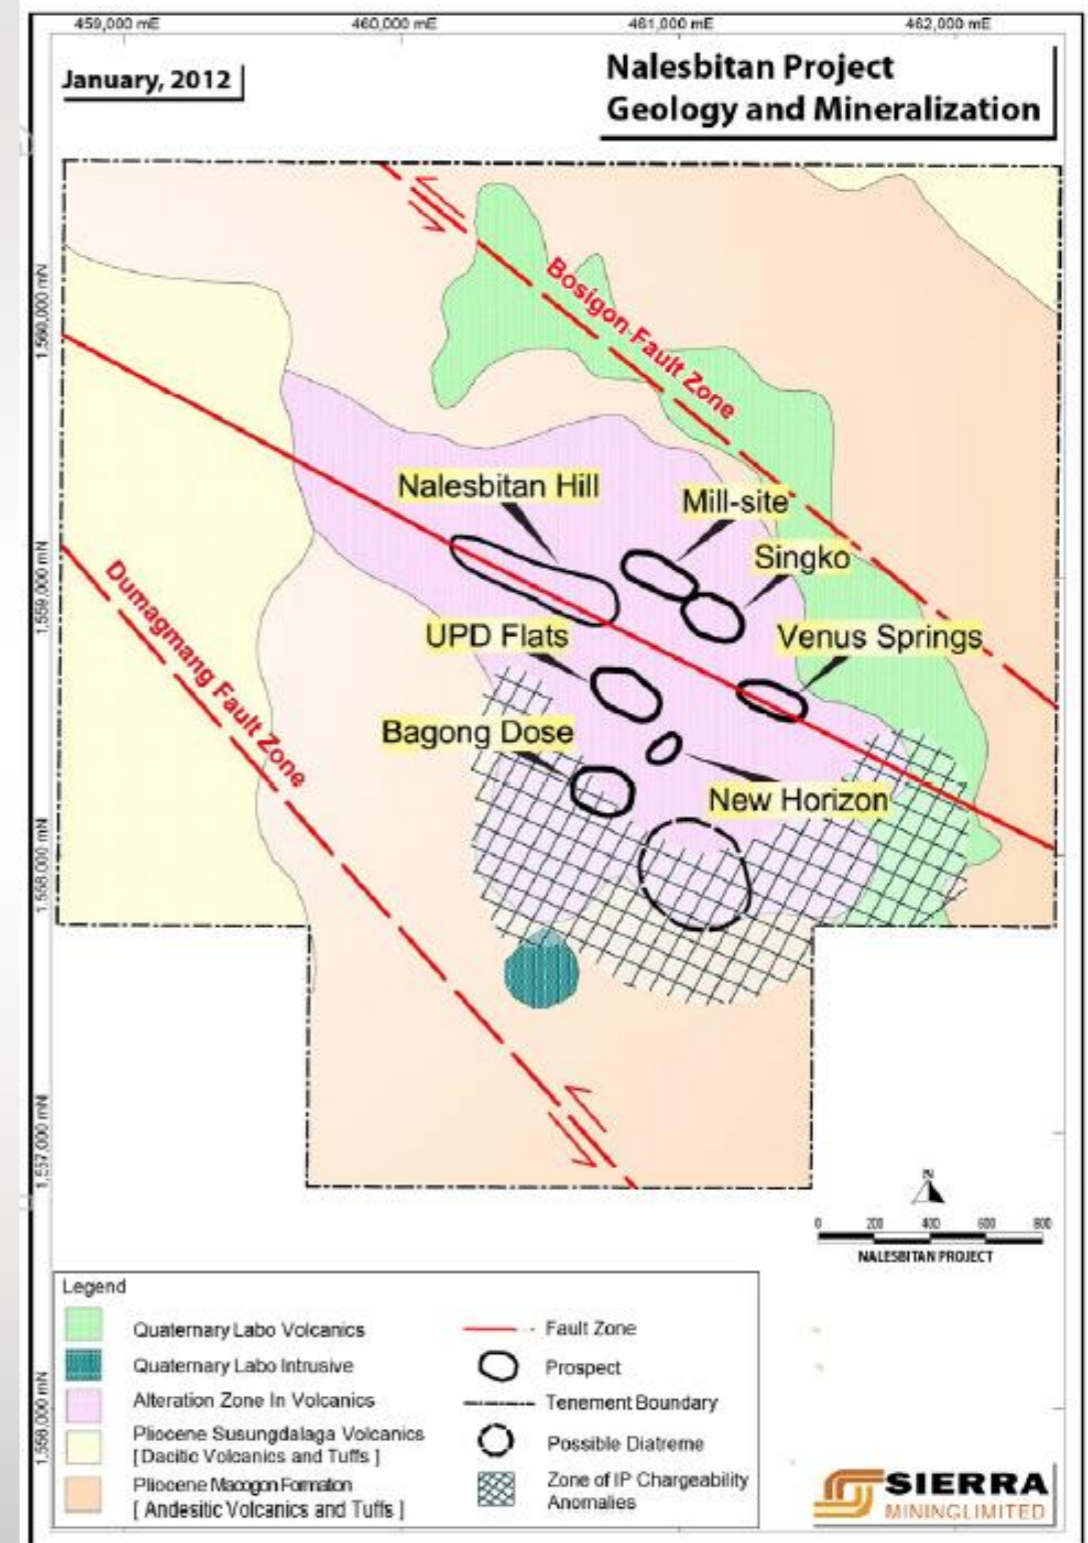 459,000 mE
460,000 mE
461,000 mE
462,000 mE
January, 2012
Nalesbitan Project
Geology and Mineralization
1,560,000 mN
1,559,000 mN
1,558,000 mN
1,557,000 mN
1,556,000 mN
Bosigon Fault Zone
Nalesbitan Hill
Mill-site
Singko
Dumagmang Fault Zone
UPD Flats
Venus Springs
Bagong Dose
New Horizon
N
0 200 400 600 800
NALESBITAN PROJECT
Legend
Quaternary Labo Volcanics
Quaternary Labo Intrusive
Alteration Zone In Volcanics
Pliocene Susungdalaga Volcanics
[Dacitic Volcanics and Tuffs ]
Pliocene Macogon Formation
[ Andesitic Volcanics and Tuffs ]
Fault Zone
Prospect
Tenement Boundary
Possible Diatreme
Zone of IP Chargeability
Anomalies
SIERRA
MINING LIMITED